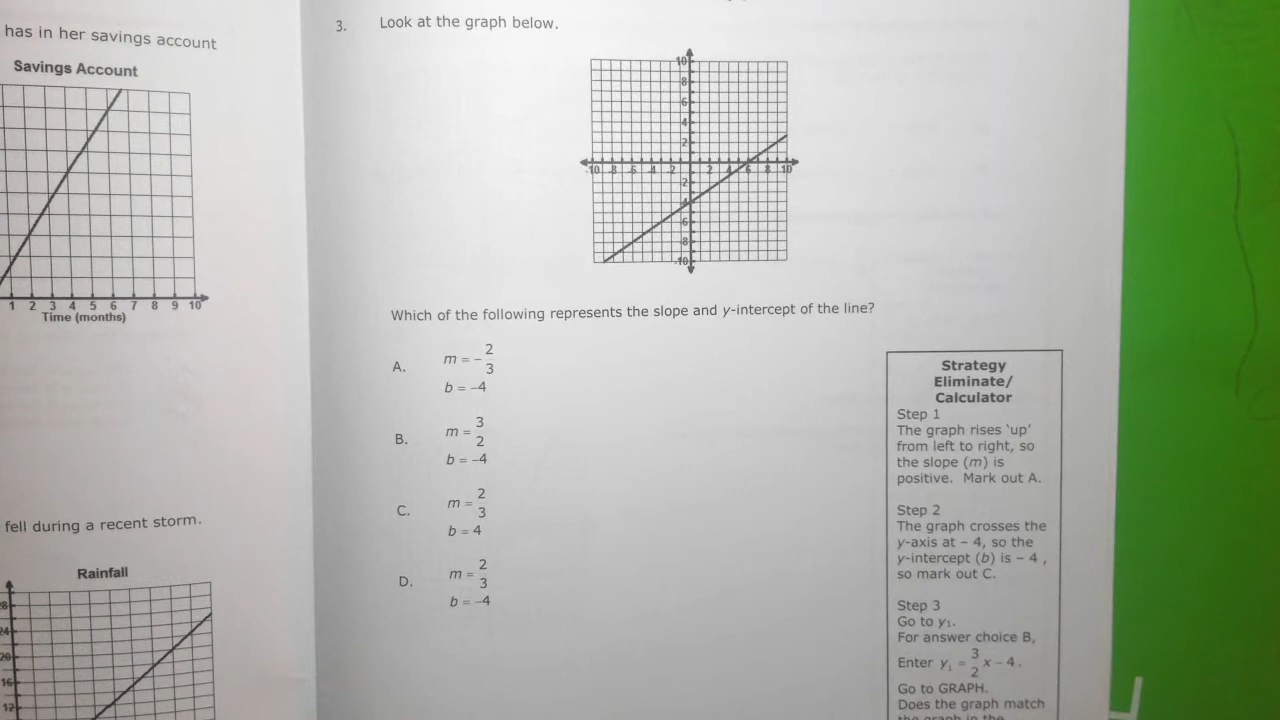 has in her savings account
Savings Account
1 2 3 4 5 6 7 8 9 10
Time (months)
fell during a recent storm.
Rainfall
28
24
20
16
12
3. Look at the graph below.
10
8
6
4
2
-10 -8 -6 -4 -2 2 4 6 8 10
-2
-4
-6
-8
-10
Which of the following represents the slope and y-intercept of the line?
A. m = - 2/3
b = -4
B. m = 3/2
b = -4
C. m = 2/3
b = 4
D. m = 2/3
b = -4
Strategy
Eliminate/
Calculator
Step 1
The graph rises ‘up’
from left to right, so
the slope (m) is
positive. Mark out A.
Step 2
The graph crosses the
y-axis at – 4, so the
y-intercept (b) is – 4 ,
so mark out C.
Step 3
Go to y₁.
For answer choice B,
Enter y₁ = 3/2 x – 4 .
Go to GRAPH.
Does the graph match
the graph in the